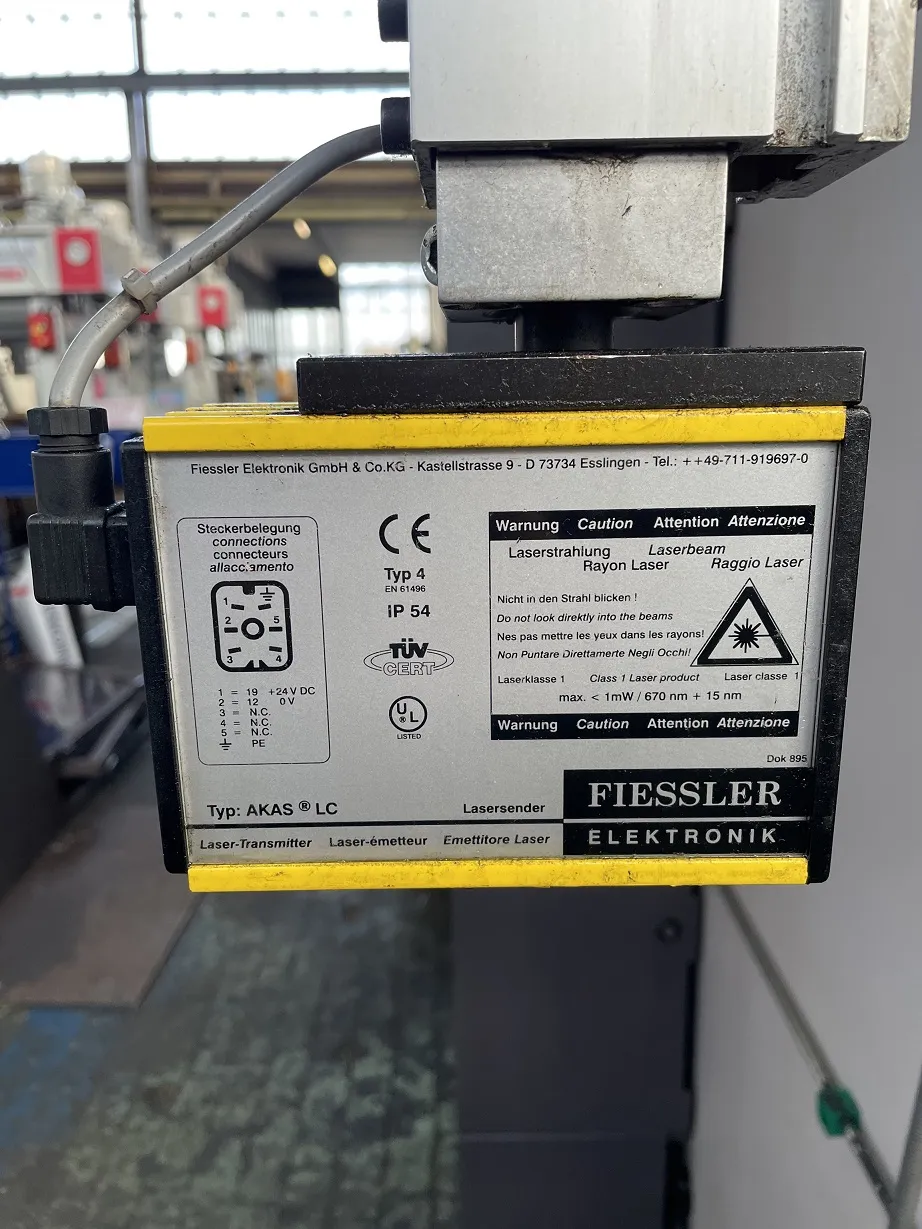 Fiessler Elektronik GmbH & Co.KG - Kastellstrasse 9 - D 73734 Esslingen - Tel.: ++49-711-919697-0
Steckerbelegung
connections
connecteurs
allacciamento
1
2 5
3 4
1 = 19 +24 V DC
2 = 12 0 V
3 = N.C.
4 = N.C.
5 = N.C.
PE
CE
Typ 4
EN 61496
IP 54
TÜV
CERT
U L
®
LISTED
Warnung Caution Attention Attenzione
Laserstrahlung Laserbeam
Rayon Laser Raggio Laser
Nicht in den Strahl blicken !
Do not look direktly into the beams
Nes pas mettre les yeux dans les rayons!
Non Puntare Direttamerte Negli Occhi!
Laserklasse 1 Class 1 Laser product Laser classe 1
max. < 1mW / 670 nm + 15 nm
Warnung Caution Attention Attenzione
Dok 895
Typ: AKAS ® LC Lasersender
Laser-Transmitter Laser-émetteur Emettitore Laser
FIESSLER
ELEKTRONIK